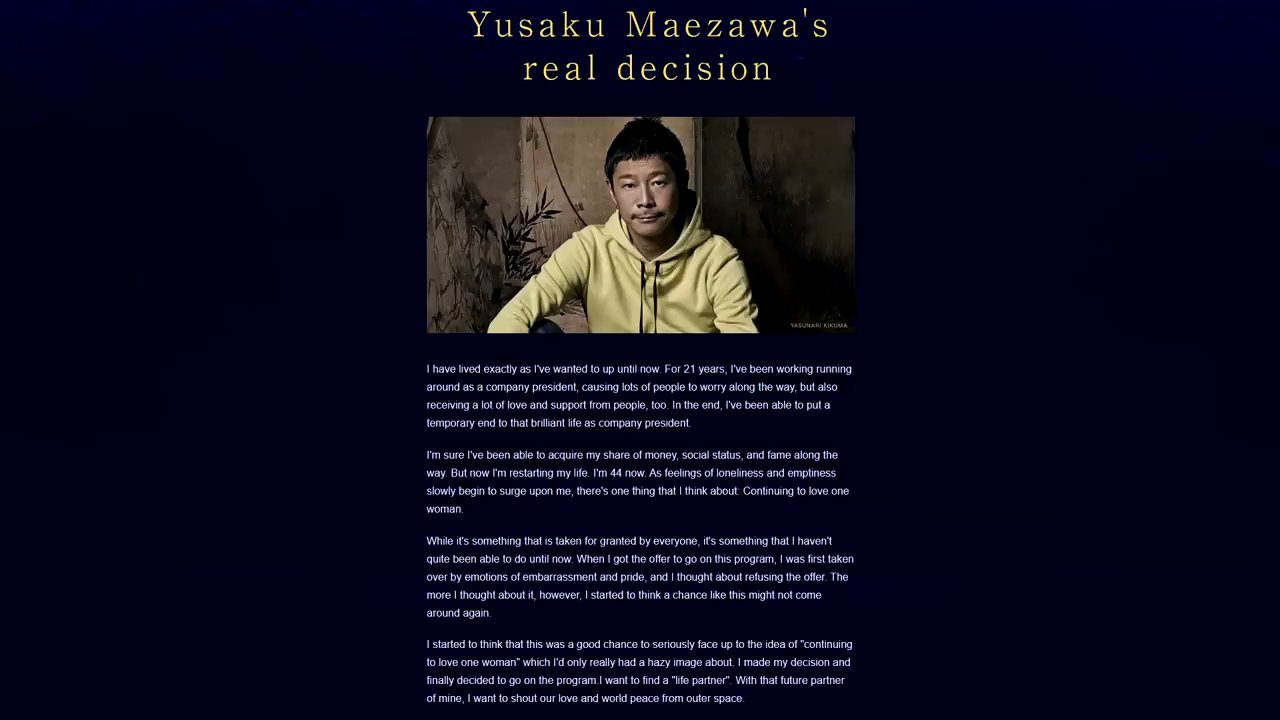 Yusaku Maezawa's
real decision
YASUNARI KIKUMA
I have lived exactly as I've wanted to up until now. For 21 years, I've been working running
around as a company president, causing lots of people to worry along the way, but also
receiving a lot of love and support from people, too. In the end, I've been able to put a
temporary end to that brilliant life as company president.
I'm sure I've been able to acquire my share of money, social status, and fame along the
way. But now I'm restarting my life. I'm 44 now. As feelings of loneliness and emptiness
slowly begin to surge upon me, there's one thing that I think about: Continuing to love one
woman.
While it's something that is taken for granted by everyone, it's something that I haven't
quite been able to do until now. When I got the offer to go on this program, I was first taken
over by emotions of embarrassment and pride, and I thought about refusing the offer. The
more I thought about it, however, I started to think a chance like this might not come
around again.
I started to think that this was a good chance to seriously face up to the idea of "continuing
to love one woman" which I'd only really had a hazy image about. I made my decision and
finally decided to go on the program.I want to find a "life partner". With that future partner
of mine, I want to shout our love and world peace from outer space.